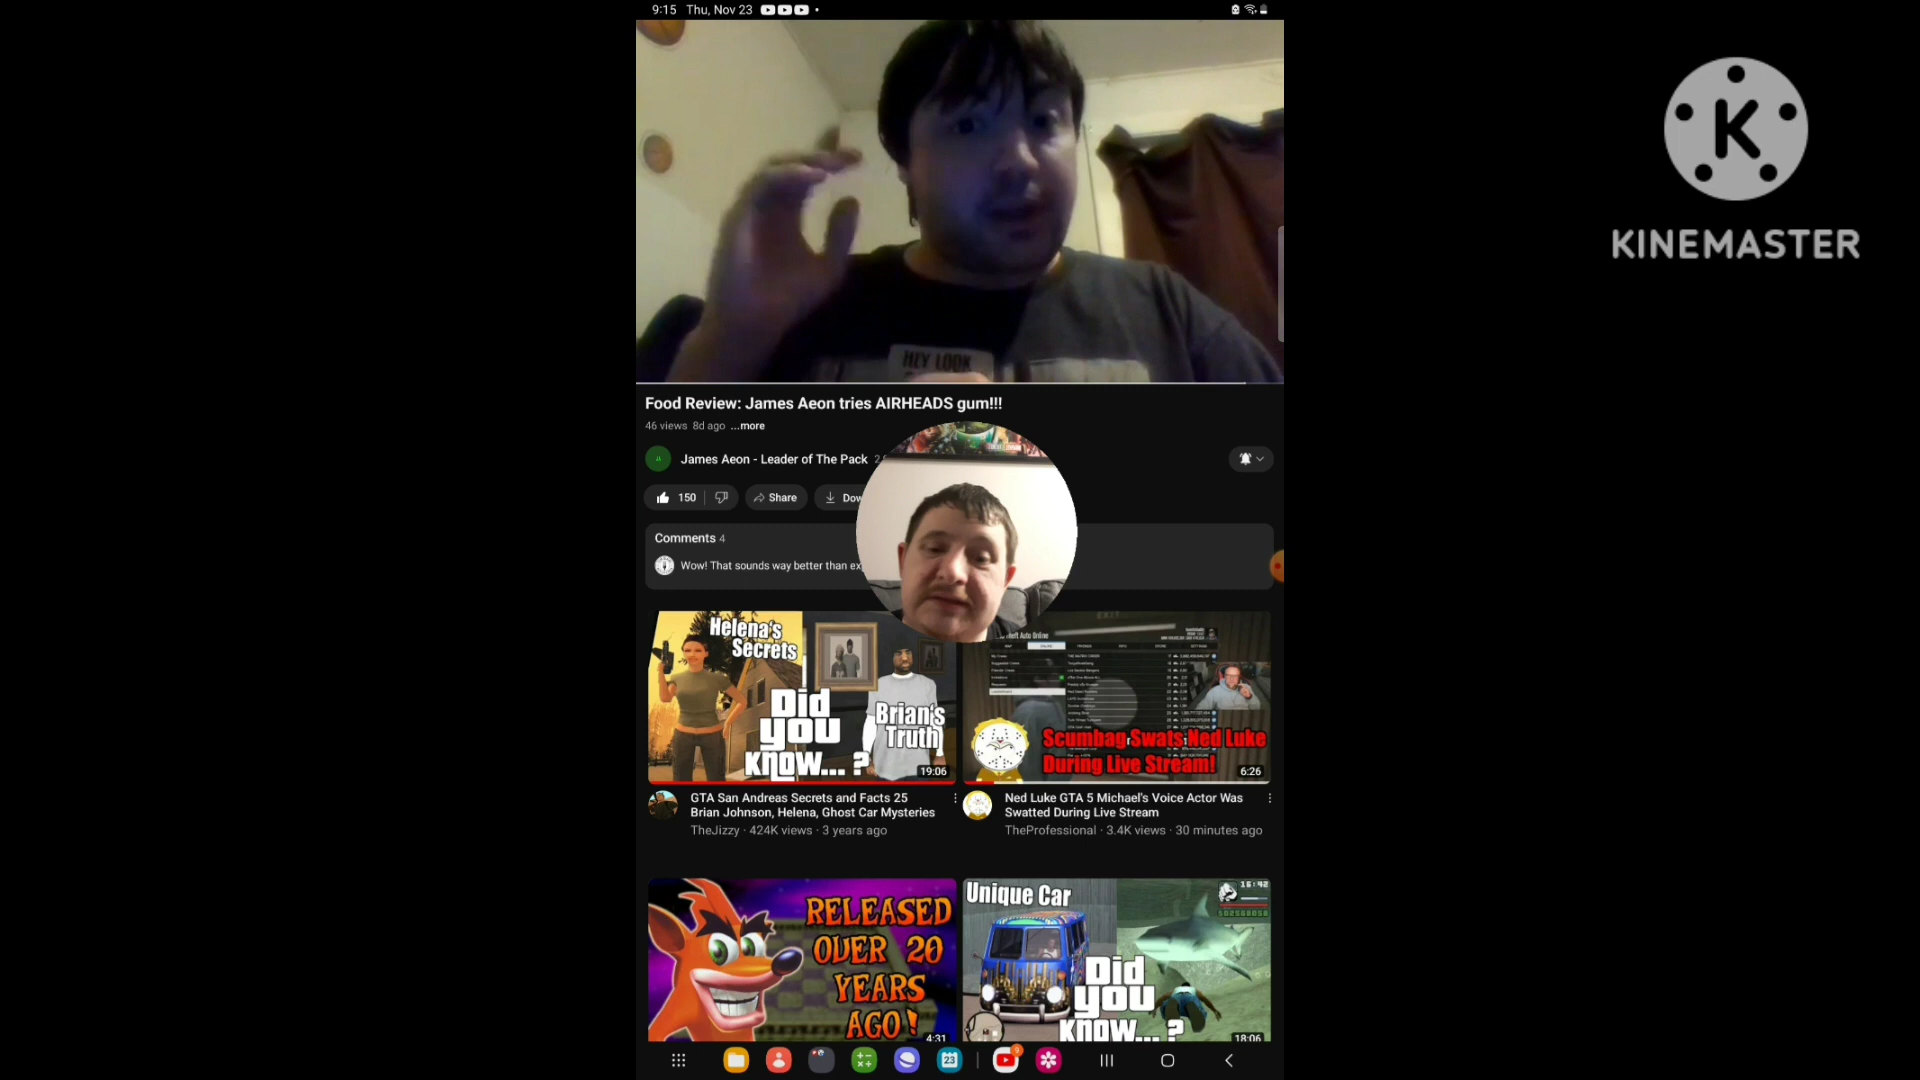 9:15 Thu, Nov 23
KINEMASTER
HEY LOOK
Food Review: James Aeon tries AIRHEADS gum!!!
46 views 8d ago ...more
James Aeon - Leader of The Pack
150
Share
Comments 4
Wow! That sounds way better than
Helena's
Secrets
Did
you
KNOW... ?
Brian's
Truth
19:06
Scumbag Swats Ned Luke
During Live Stream!
6:26
GTA San Andreas Secrets and Facts 25
Brian Johnson, Helena, Ghost Car Mysteries
TheJizzy · 424K views · 3 years ago
Ned Luke GTA 5 Michael's Voice Actor Was
Swatted During Live Stream
TheProfessional · 3.4K views · 30 minutes ago
RELEASED
OVER 20
YEARS
AGO!
4:31
Unique Car
Did
you
KNOW... ?
18:06
23